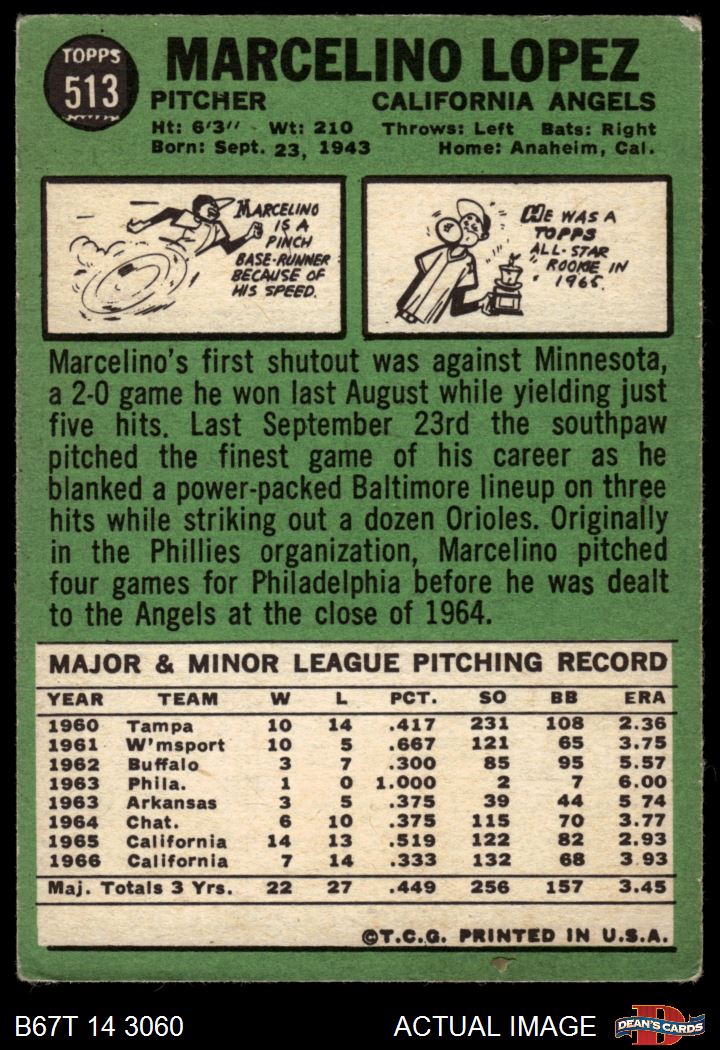 TOPPS
513
MARCELINO LOPEZ
PITCHER CALIFORNIA ANGELS
Ht: 6'3" Wt: 210 Throws: Left Bats: Right
Born: Sept. 23, 1943 Home: Anaheim, Cal.
MARCELINO
IS A
PINCH
BASE-RUNNER
BECAUSE OF
HIS SPEED.
HE WAS A
TOPPS
ALL-STAR
ROOKIE IN
1965.
Marcelino's first shutout was against Minnesota,
a 2-0 game he won last August while yielding just
five hits. Last September 23rd the southpaw
pitched the finest game of his career as he
blanked a power-packed Baltimore lineup on three
hits while striking out a dozen Orioles. Originally
in the Phillies organization, Marcelino pitched
four games for Philadelphia before he was dealt
to the Angels at the close of 1964.
MAJOR & MINOR LEAGUE PITCHING RECORD
YEAR TEAM W L PCT. SO BB ERA
1960 Tampa 10 14 .417 231 108 2.36
1961 W'msport 10 5 .667 121 65 3.75
1962 Buffalo 3 7 .300 85 95 5.57
1963 Phila. 1 0 1.000 2 7 6.00
1963 Arkansas 3 5 .375 39 44 5 74
1964 Chat. 6 10 .375 115 70 3.77
1965 California 14 13 .519 122 82 2.93
1966 California 7 14 .333 132 68 3 93
Maj. Totals 3 Yrs. 22 27 .449 256 157 3.45
©T.C.G. PRINTED IN U.S.A.
B67T 14 3060 ACTUAL IMAGE
D
DEAN'S CARDS